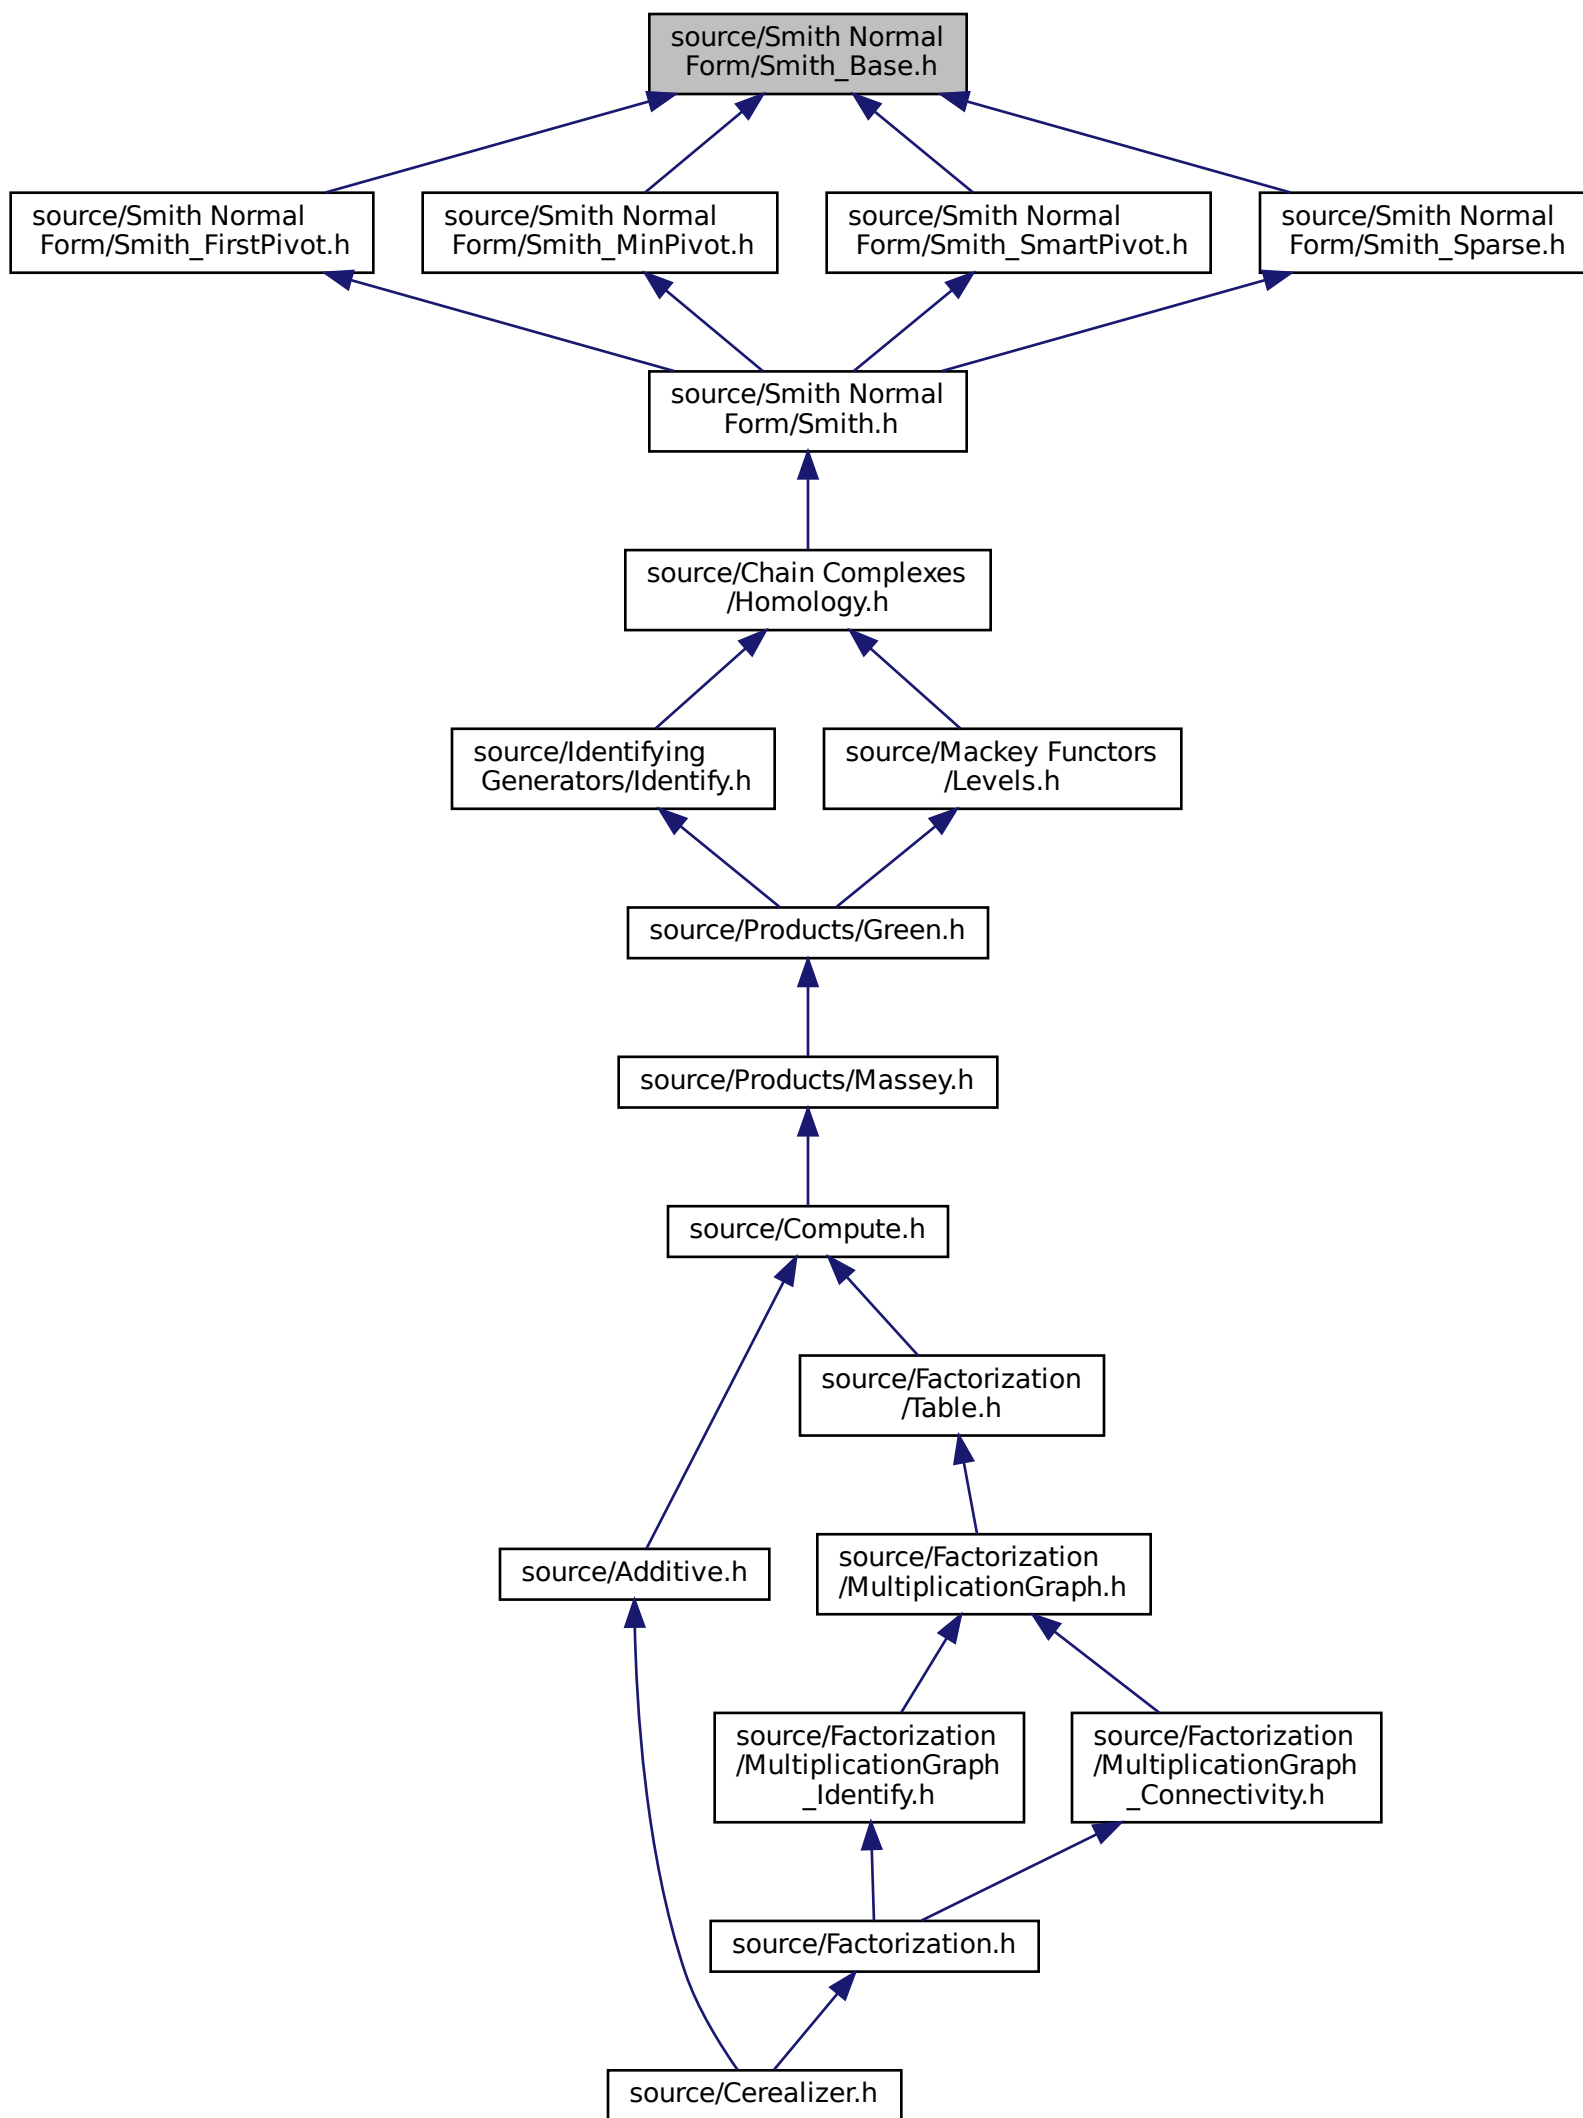 source/Smith Normal
Form/Smith_Base.h
source/Smith Normal
Form/Smith_FirstPivot.h
source/Smith Normal
Form/Smith_MinPivot.h
source/Smith Normal
Form/Smith_SmartPivot.h
source/Smith Normal
Form/Smith_Sparse.h
source/Smith Normal
Form/Smith.h
source/Chain Complexes
/Homology.h
source/Identifying
Generators/Identify.h
source/Mackey Functors
/Levels.h
source/Products/Green.h
source/Products/Massey.h
source/Compute.h
source/Factorization
/Table.h
source/Additive.h
source/Factorization
/MultiplicationGraph.h
source/Factorization
/MultiplicationGraph
_Identify.h
source/Factorization
/MultiplicationGraph
_Connectivity.h
source/Factorization.h
source/Cerealizer.h